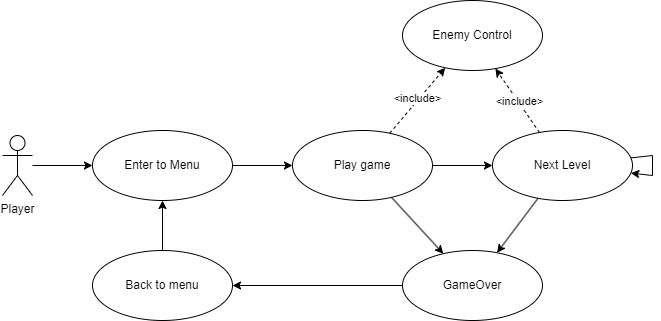 Enemy Control
<include>
<include>
Enter to Menu
Play game
Next Level
Player
Back to menu
GameOver